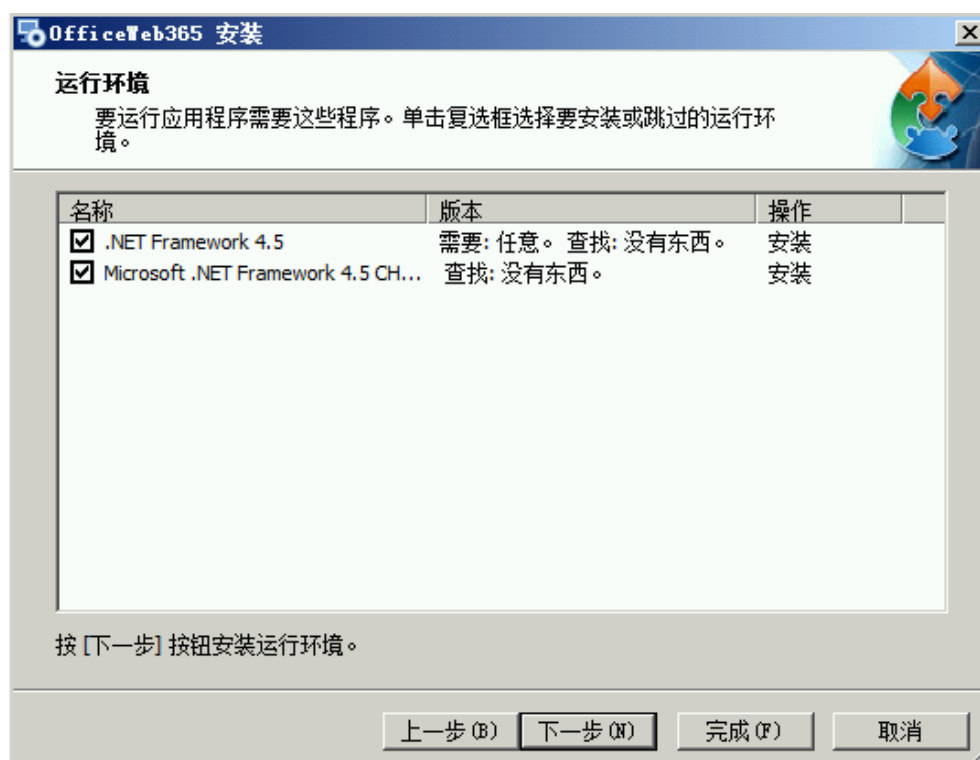 OfficeWeb365 安装
运行环境
要运行应用程序需要这些程序。单击复选框选择要安装或跳过的运行环
境。
名称 版本 操作
.NET Framework 4.5 需要: 任意。 查找: 没有东西。 安装
Microsoft .NET Framework 4.5 CH... 查找: 没有东西。 安装
按 [下一步] 按钮安装运行环境。
上一步(B) 下一步(N) 完成(F) 取消